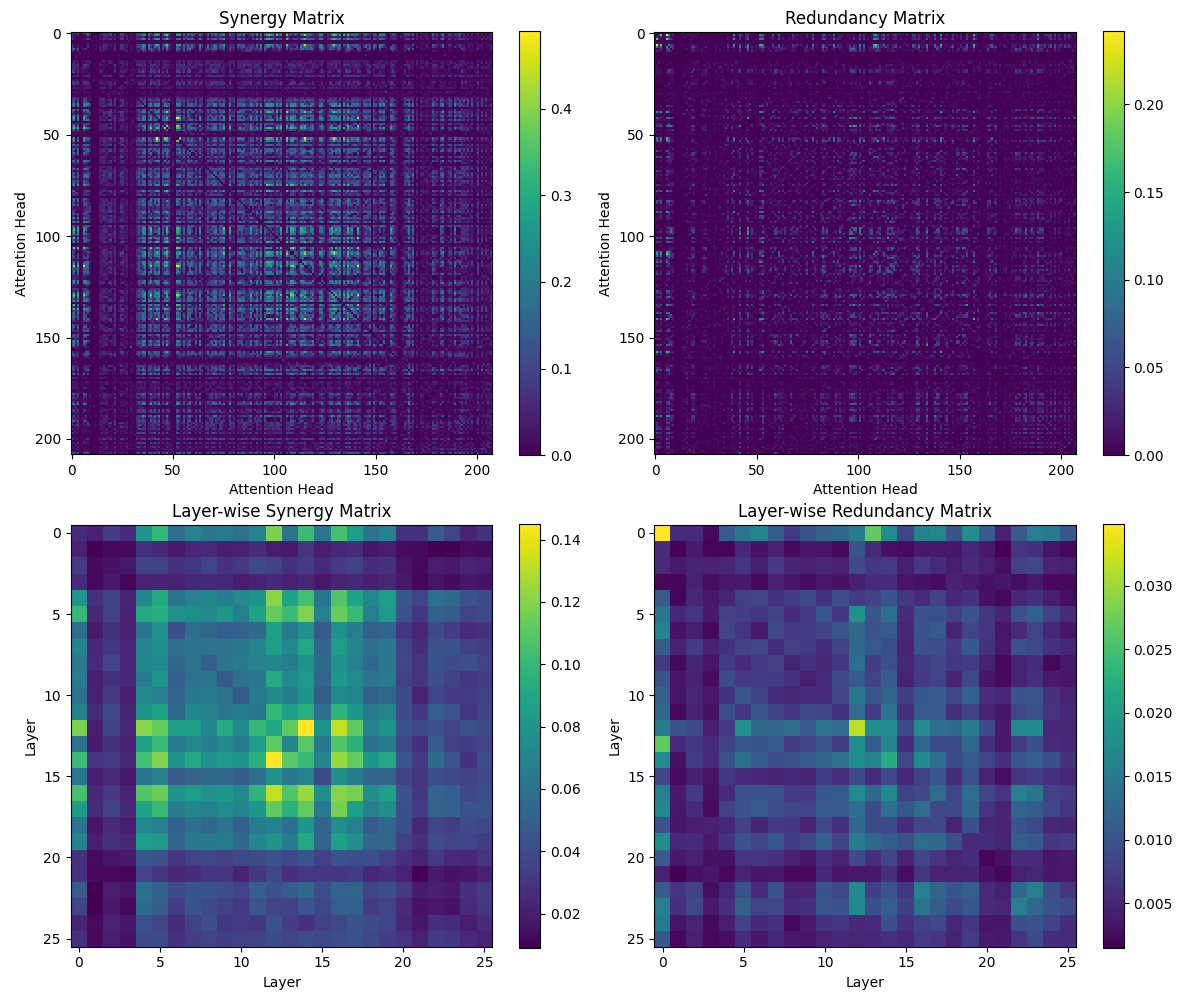 Synergy Matrix
Attention Head
0
50
100
150
200
0 50 100 150 200
Attention Head
0.4
0.3
0.2
0.1
0.0
Redundancy Matrix
Attention Head
0
50
100
150
200
0 50 100 150 200
Attention Head
0.20
0.15
0.10
0.05
0.00
Layer-wise Synergy Matrix
Layer
0
5
10
15
20
25
0 5 10 15 20 25
Layer
0.14
0.12
0.10
0.08
0.06
0.04
0.02
Layer-wise Redundancy Matrix
Layer
0
5
10
15
20
25
0 5 10 15 20 25
Layer
0.030
0.025
0.020
0.015
0.010
0.005